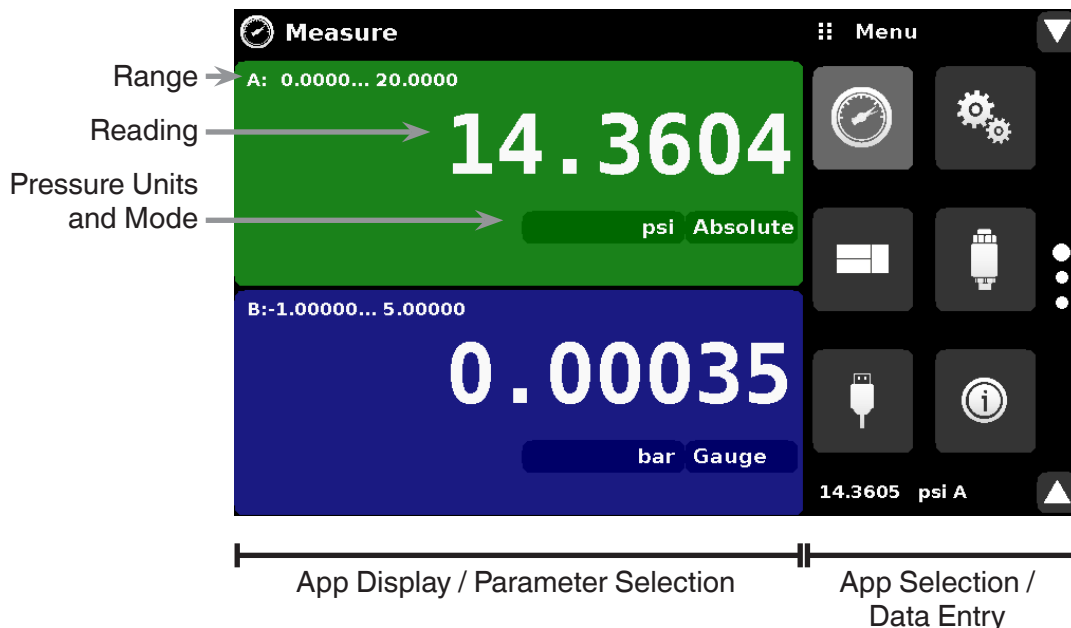 Measure
Menu
Range
A: 0.0000... 20.0000
Reading
14.3604
Pressure Units
and Mode
psi Absolute
B:-1.00000... 5.00000
0.00035
bar Gauge
14.3605 psi A
App Display / Parameter Selection
App Selection /
Data Entry